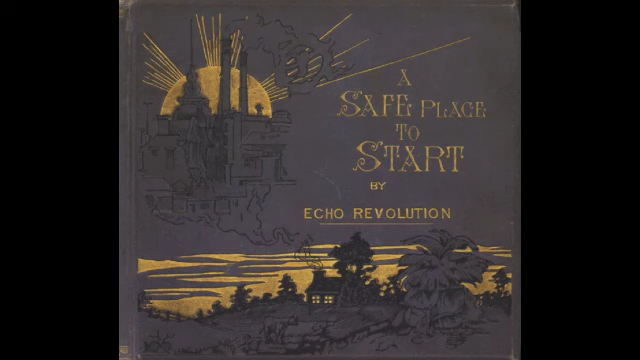 A
SAFE PLACE
TO
START
BY
ECHO REVOLUTION